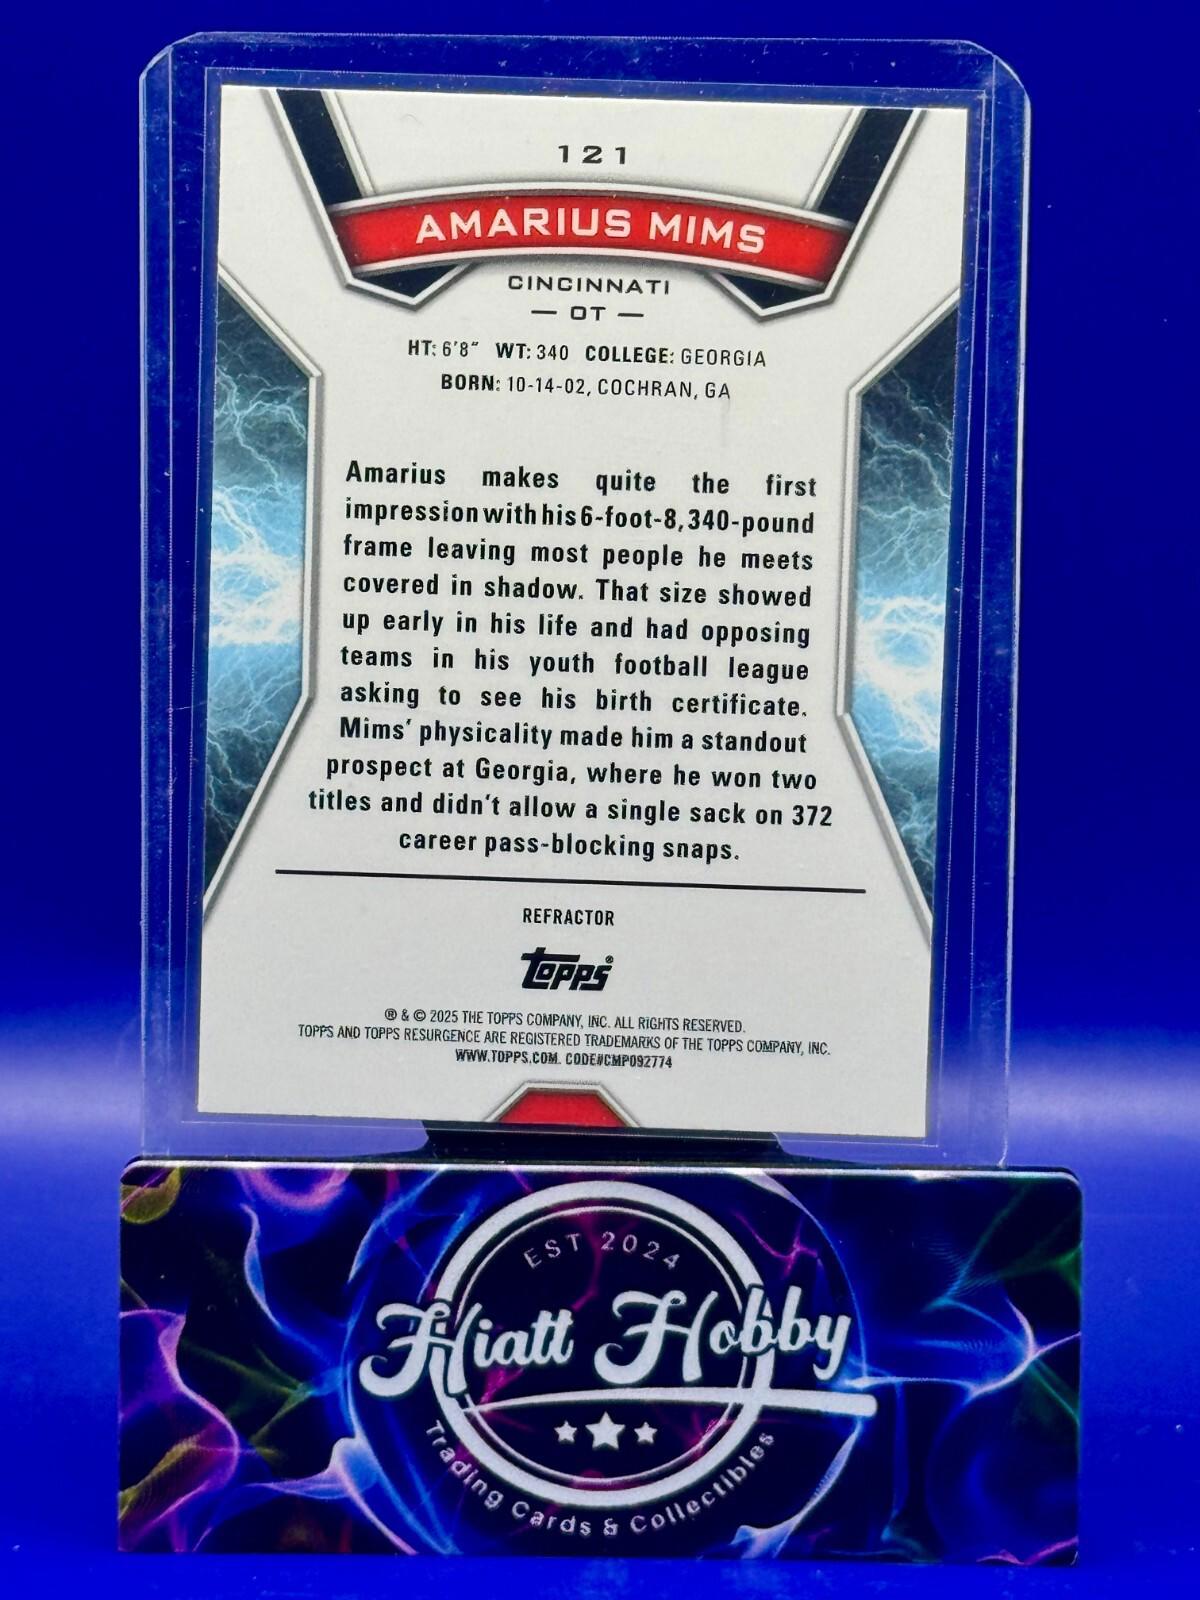 121
AMARIUS MIMS
CINCINNATI
— OT —
HT: 6'8" WT: 340 COLLEGE: GEORGIA
BORN: 10-14-02, COCHRAN, GA
Amarius makes quite the first
impression with his 6-foot-8, 340-pound
frame leaving most people he meets
covered in shadow. That size showed
up early in his life and had opposing
teams in his youth football league
asking to see his birth certificate.
Mims' physicality made him a standout
prospect at Georgia, where he won two
titles and didn't allow a single sack on 372
career pass-blocking snaps.
REFRACTOR
topps®
® & © 2025 THE TOPPS COMPANY, INC. ALL RIGHTS RESERVED.
TOPPS AND TOPPS RESURGENCE ARE REGISTERED TRADEMARKS OF THE TOPPS COMPANY, INC.
WWW.TOPPS.COM. CODE#CMP092774
EST 2024
Hiatt Hobby
Trading Cards & Collectibles